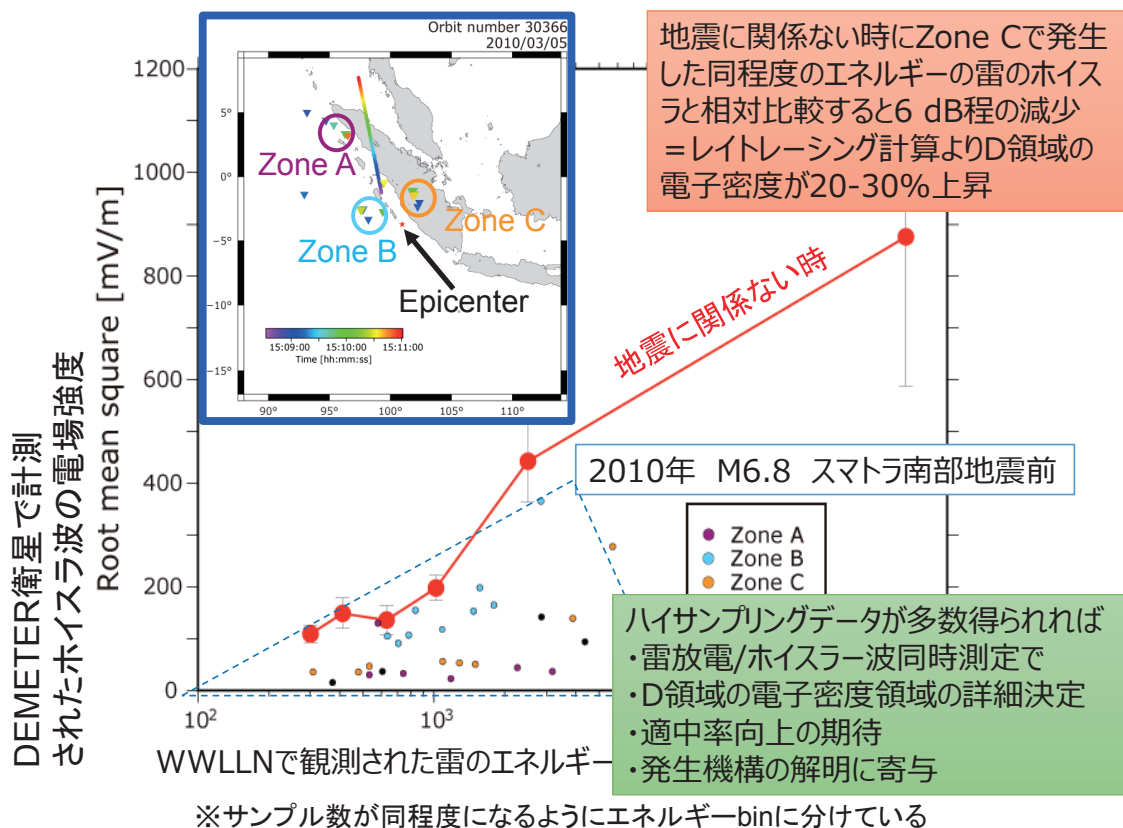 Orbit number 30366
2010/03/05
5°
0°
−5°
−10°
−15°
90°
95°
100°
105°
110°
Zone A
Zone B
Zone C
Epicenter
15:09:00
15:10:00
15:11:00
Time [hh:mm:ss]
地震に関係ない時にZone Cで発生
した同程度のエネルギーの雷のホイス
ラと相対比較すると6 dB程の減少
＝レイトレーシング計算よりD領域の
電子密度が20-30%上昇
1200
1000
800
600
400
200
0
DEMETER衛星で計測
されたホイスラ波の電場強度
Root mean square [mV/m]
地震に関係ない時
2010年 M6.8 スマトラ南部地震前
Zone A
Zone B
Zone C
ハイサンプリングデータが多数得られれば
・雷放電/ホイスラー波同時測定で
・D領域の電子密度領域の詳細決定
・適中率向上の期待
・発生機構の解明に寄与
10²
10³
WWLLNで観測された雷のエネルギー
※サンプル数が同程度になるようにエネルギーbinに分けている